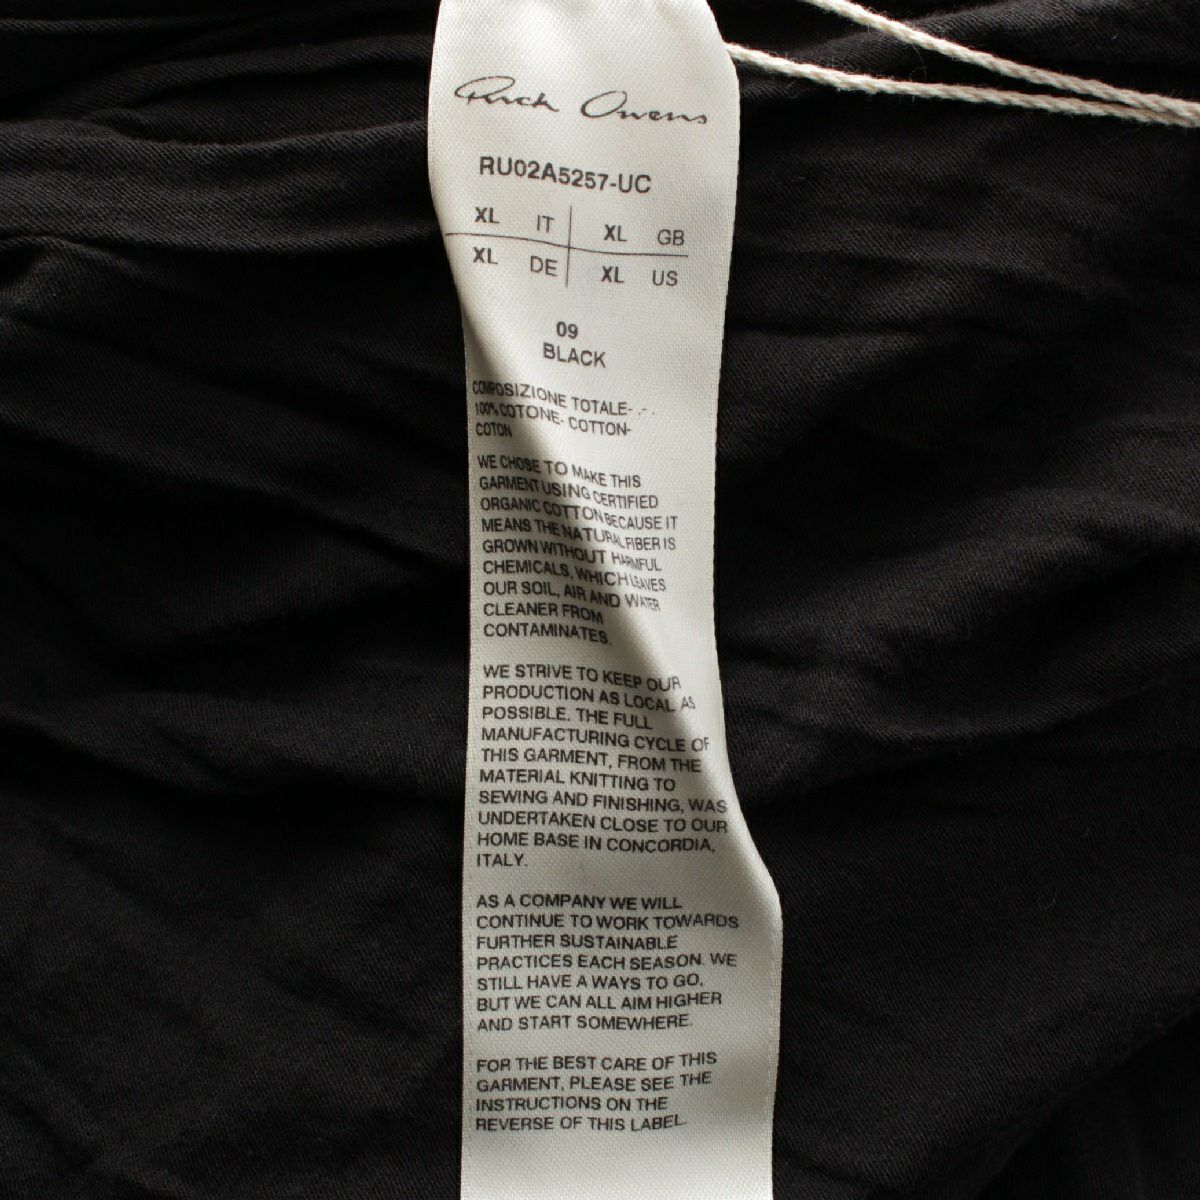 Rick Owens
RU02A5257-UC
XL IT XL GB
XL DE XL US
09
BLACK
COMPOSIZIONE TOTALE- .- .
100% COTONE- COTTON-
COTON
WE CHOSE TO MAKE THIS
GARMENT USING CERTIFIED
ORGANIC COTTON BECAUSE IT
MEANS THE NATURAL FIBER IS
GROWN WITHOUT HARMFUL
CHEMICALS, WHICH LEAVES
OUR SOIL, AIR AND WATER
CLEANER FROM
CONTAMINATES.
WE STRIVE TO KEEP OUR
PRODUCTION AS LOCAL AS
POSSIBLE. THE FULL
MANUFACTURING CYCLE OF
THIS GARMENT, FROM THE
MATERIAL KNITTING TO
SEWING AND FINISHING, WAS
UNDERTAKEN CLOSE TO OUR
HOME BASE IN CONCORDIA,
ITALY.
AS A COMPANY WE WILL
CONTINUE TO WORK TOWARDS
FURTHER SUSTAINABLE
PRACTICES EACH SEASON. WE
STILL HAVE A WAYS TO GO,
BUT WE CAN ALL AIM HIGHER
AND START SOMEWHERE.
FOR THE BEST CARE OF THIS
GARMENT, PLEASE SEE THE
INSTRUCTIONS ON THE
REVERSE OF THIS LABEL.